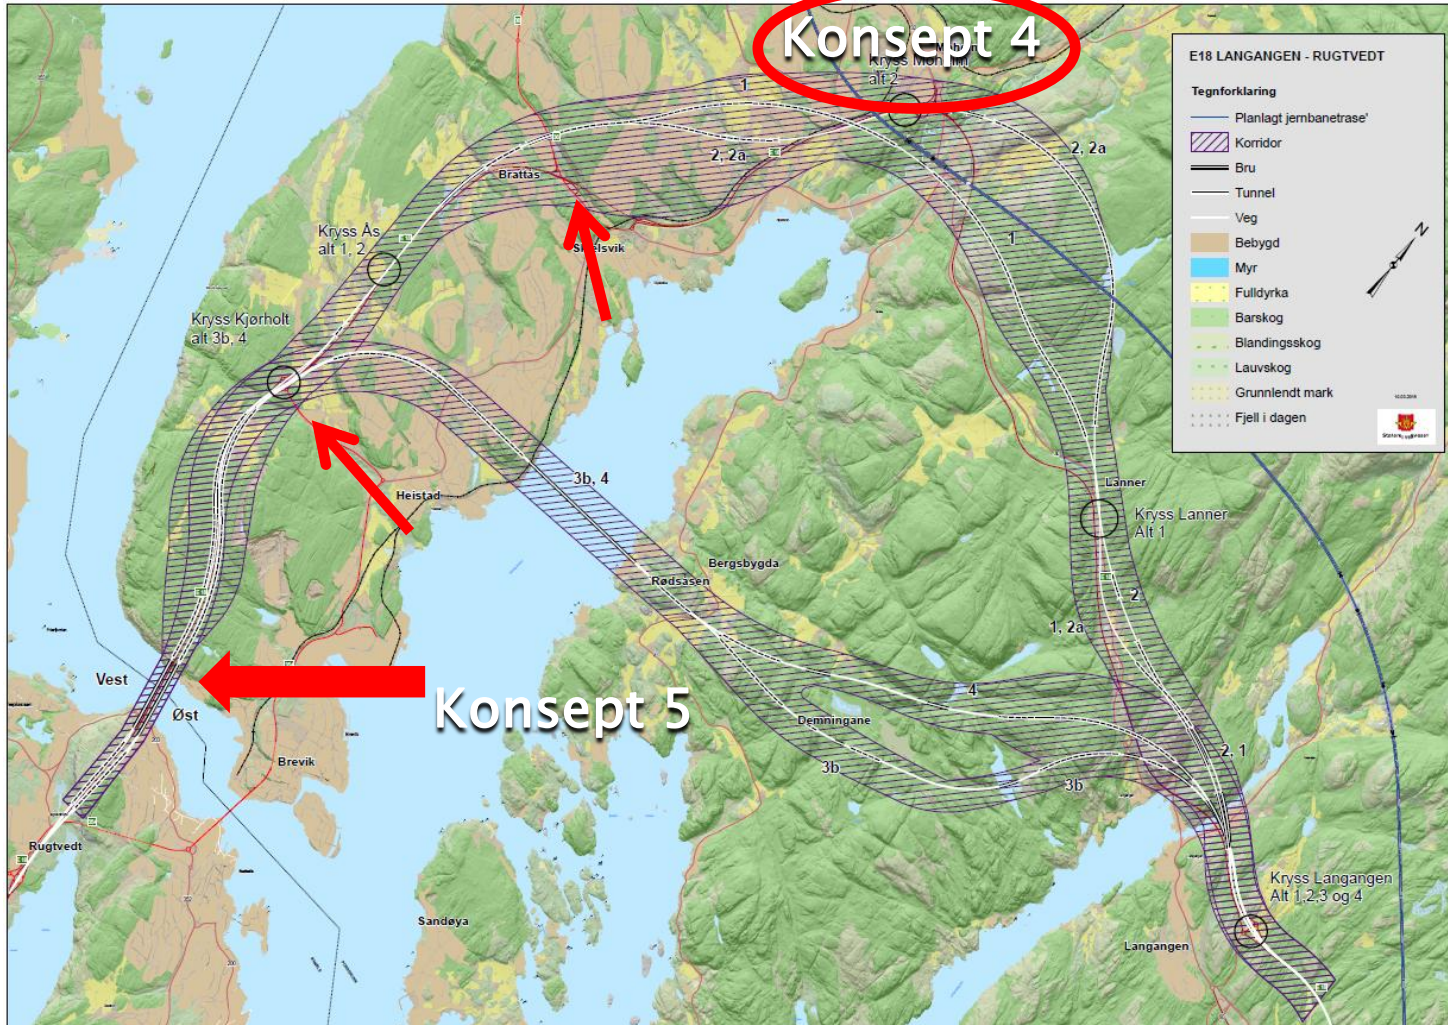 Konsept 4
Kryss Moheim
alt 2
1
2, 2a
2, 2a
1
Brattås
Skjelsvik
Kryss Ås
alt 1, 2
Kryss Kjørholt
alt 3b, 4
Heistad
3b, 4
Rødsåsen
Bergsbygda
Lanner
Kryss Lanner
Alt 1
2
1, 2a
4
Demningane
3b
3b
2, 1
Vest
Øst
Konsept 5
Brevik
Rugtvedt
Sandøya
Langangen
Kryss Langangen
Alt 1,2,3 og 4
E18 LANGANGEN - RUGTVEDT
Tegnforklaring
Planlagt jernbanetrase'
Korridor
Bru
Tunnel
Veg
Bebygd
Myr
Fulldyrka
Barskog
Blandingsskog
Lauvskog
Grunnlendt mark
Fjell i dagen
N
Statens vegvesen